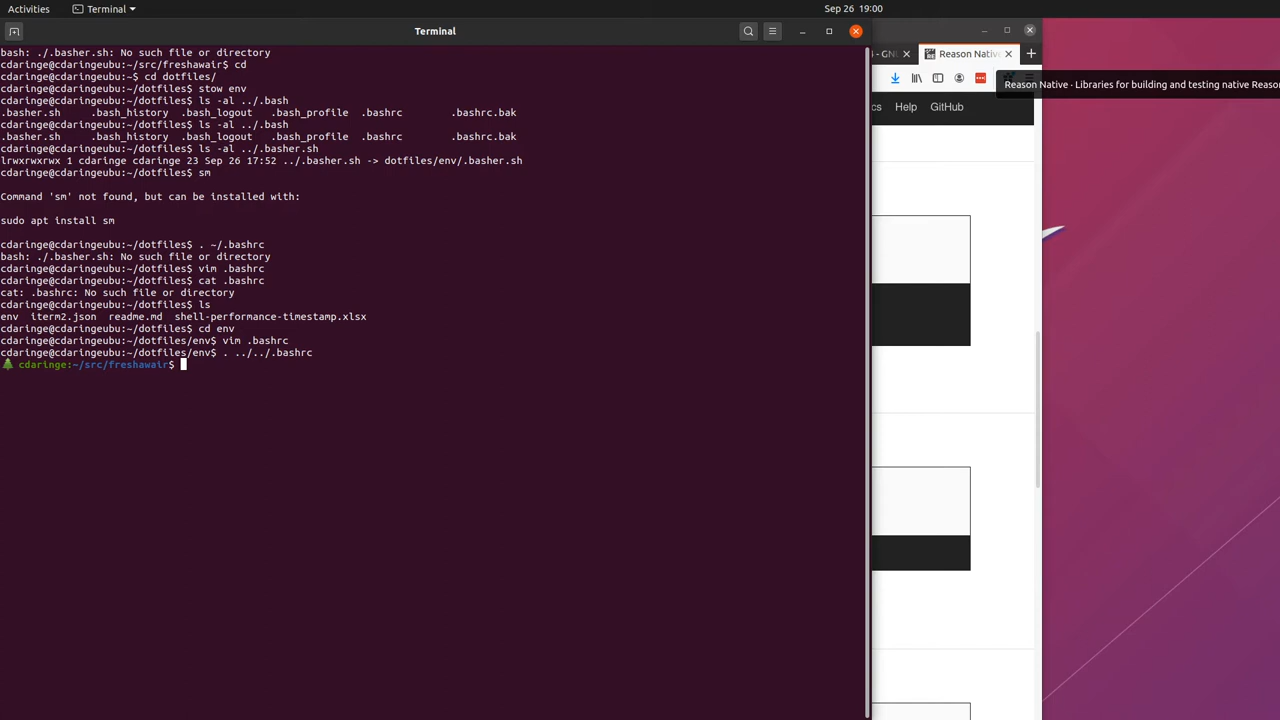 Activities
Terminal
Sep 26 19:00
Terminal
bash: ./.basher.sh: No such file or directory
cdaringe@cdaringeubu:~/src/freshawair$ cd
cdaringe@cdaringeubu:~$ cd dotfiles/
cdaringe@cdaringeubu:~/dotfiles$ stow env
cdaringe@cdaringeubu:~/dotfiles$ ls -al ../.bash
.basher.sh .bash_history .bash_logout .bash_profile .bashrc .bashrc.bak
cdaringe@cdaringeubu:~/dotfiles$ ls -al ../.bash
.basher.sh .bash_history .bash_logout .bash_profile .bashrc .bashrc.bak
cdaringe@cdaringeubu:~/dotfiles$ ls -al ../.basher.sh
lrwxrwxrwx 1 cdaringe cdaringe 23 Sep 26 17:52 ../.basher.sh -> dotfiles/env/.basher.sh
cdaringe@cdaringeubu:~/dotfiles$ sm
Command 'sm' not found, but can be installed with:
sudo apt install sm
cdaringe@cdaringeubu:~/dotfiles$ . ~/.bashrc
bash: ./.basher.sh: No such file or directory
cdaringe@cdaringeubu:~/dotfiles$ vim .bashrc
cdaringe@cdaringeubu:~/dotfiles$ cat .bashrc
cat: .bashrc: No such file or directory
cdaringe@cdaringeubu:~/dotfiles$ ls
env iterm2.json readme.md shell-performance-timestamp.xlsx
cdaringe@cdaringeubu:~/dotfiles$ cd env
cdaringe@cdaringeubu:~/dotfiles/env$ vim .bashrc
cdaringe@cdaringeubu:~/dotfiles/env$ . ../../.bashrc
cdaringe:~/src/freshawair$
- GN
Reason Native
Reason Native · Libraries for building and testing native Reason
Help GitHub